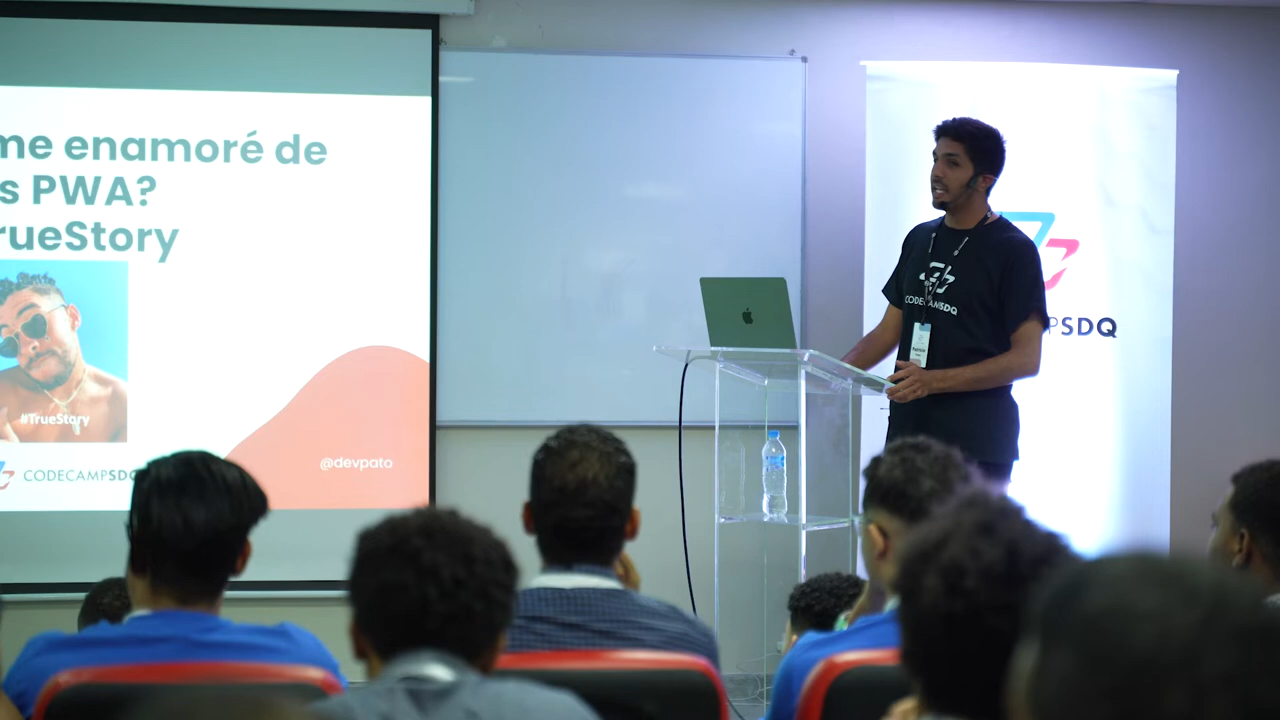 me enamoré de
s PWA?
rueStory
#TrueStory
CODECAMPSDQ
@devpato
CODECAMPSDQ
PSDQ